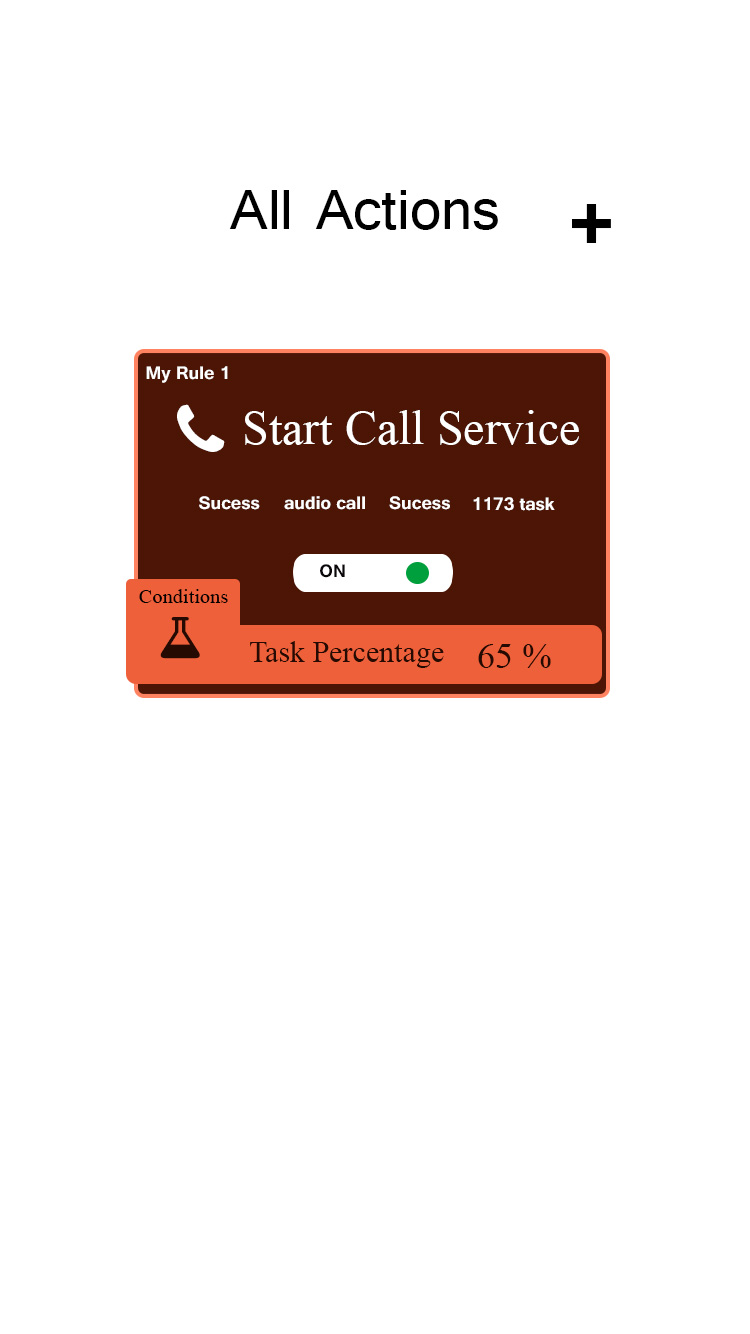 All Actions +
My Rule 1
Start Call Service
Sucess audio call Sucess 1173 task
ON
Conditions
Task Percentage 65 %